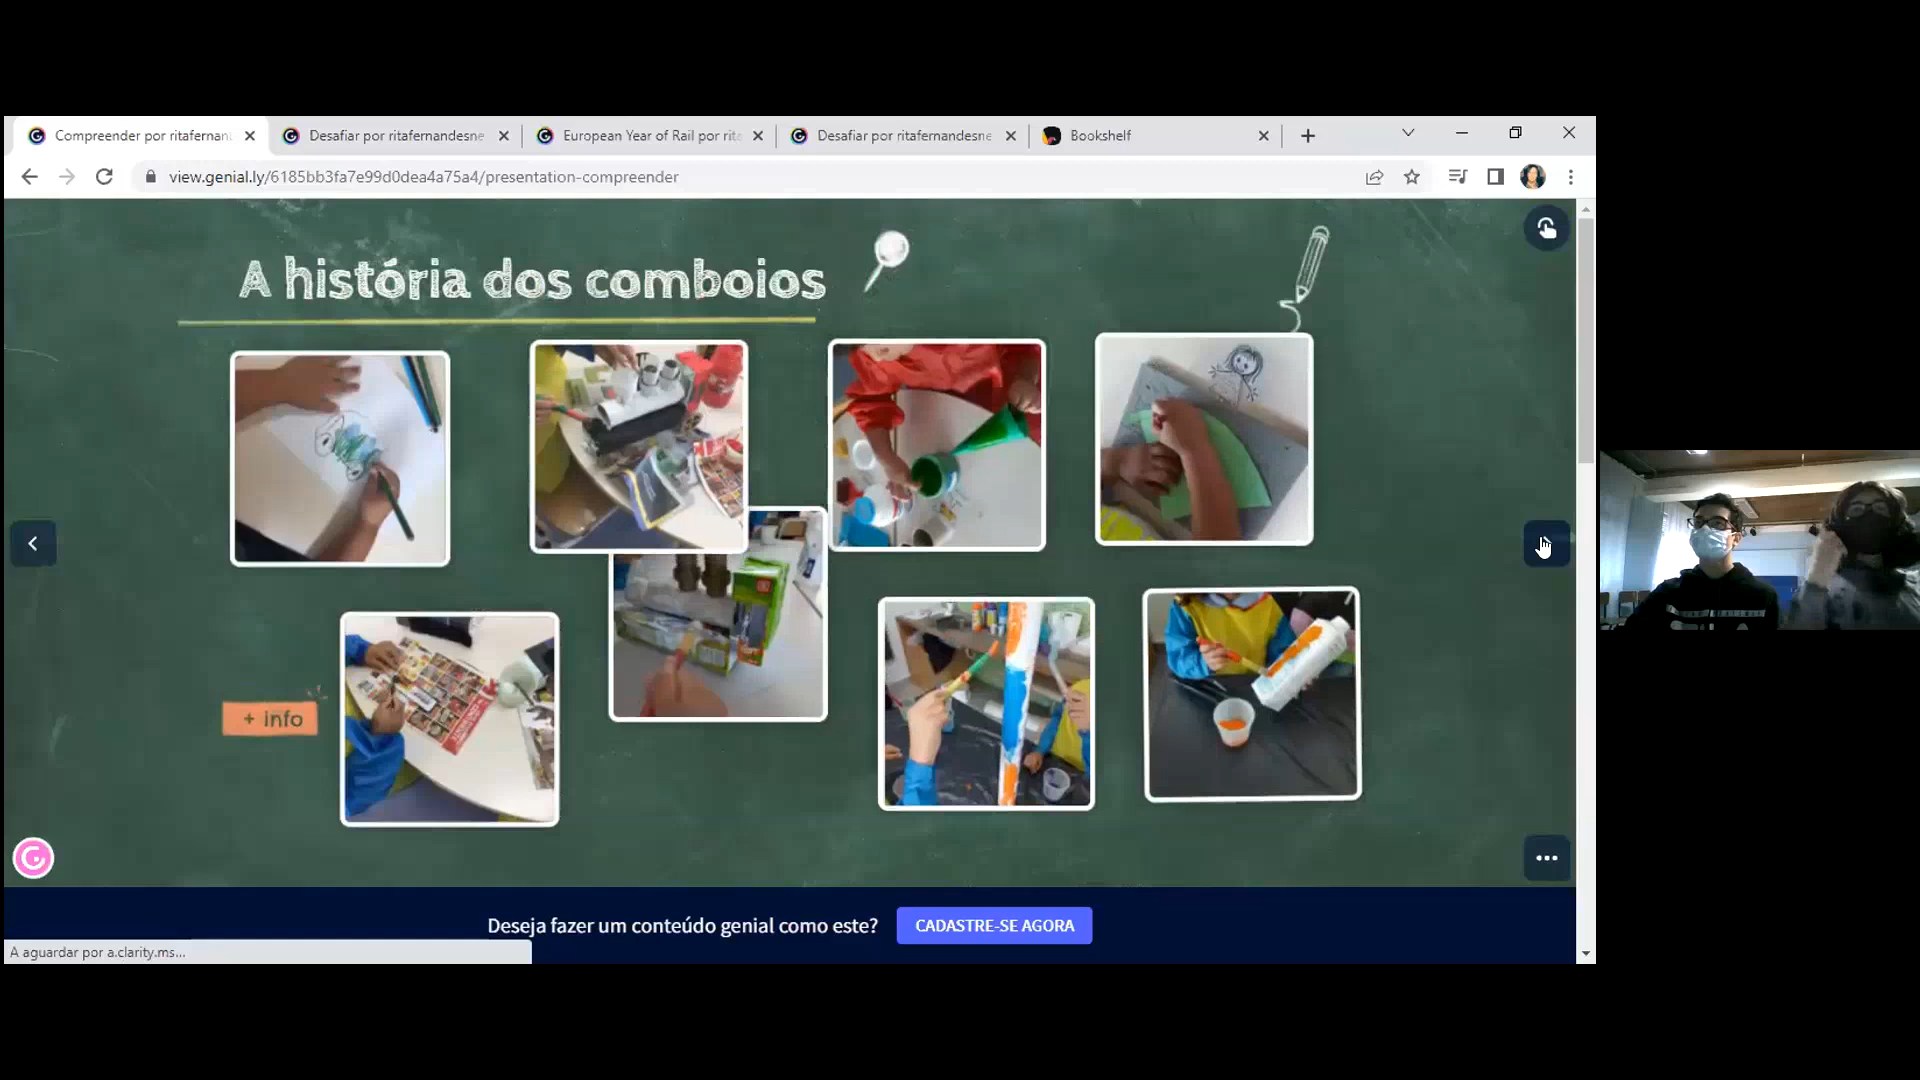 Compreender por ritafernan
Desafiar por ritafernandesne
European Year of Rail por rita
Desafiar por ritafernandesne
Bookshelf
view.genial.ly/6185bb3fa7e99d0dea4a75a4/presentation-compreender
A história dos comboios
+ info
Deseja fazer um conteúdo genial como este?
CADASTRE-SE AGORA
A aguardar por a.clarity.ms...